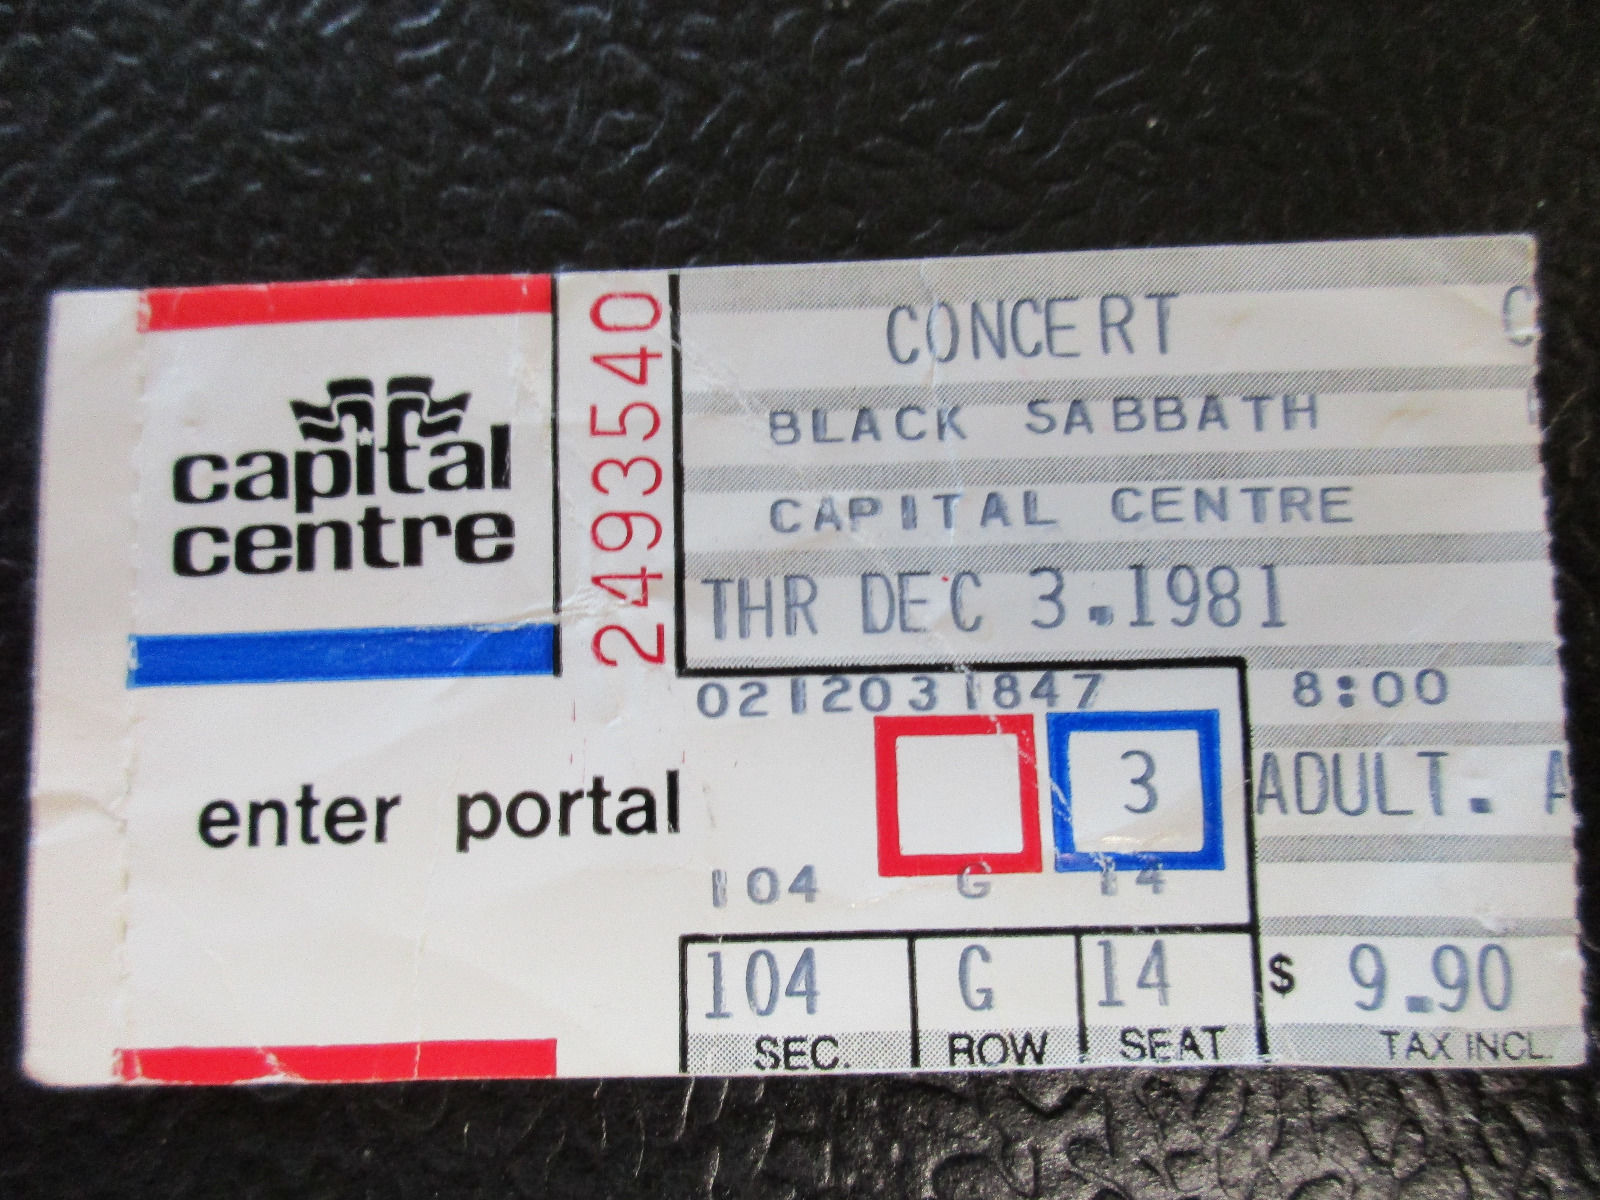 capital
centre
2493540
CONCERT C
BLACK SABBATH
CAPITAL CENTRE
THR DEC 3.1981
0212031847 8:00
enter portal 3 ADULT. A
104 G 14
104 G 14 $ 9.90
SEC. ROW SEAT TAX INCL.